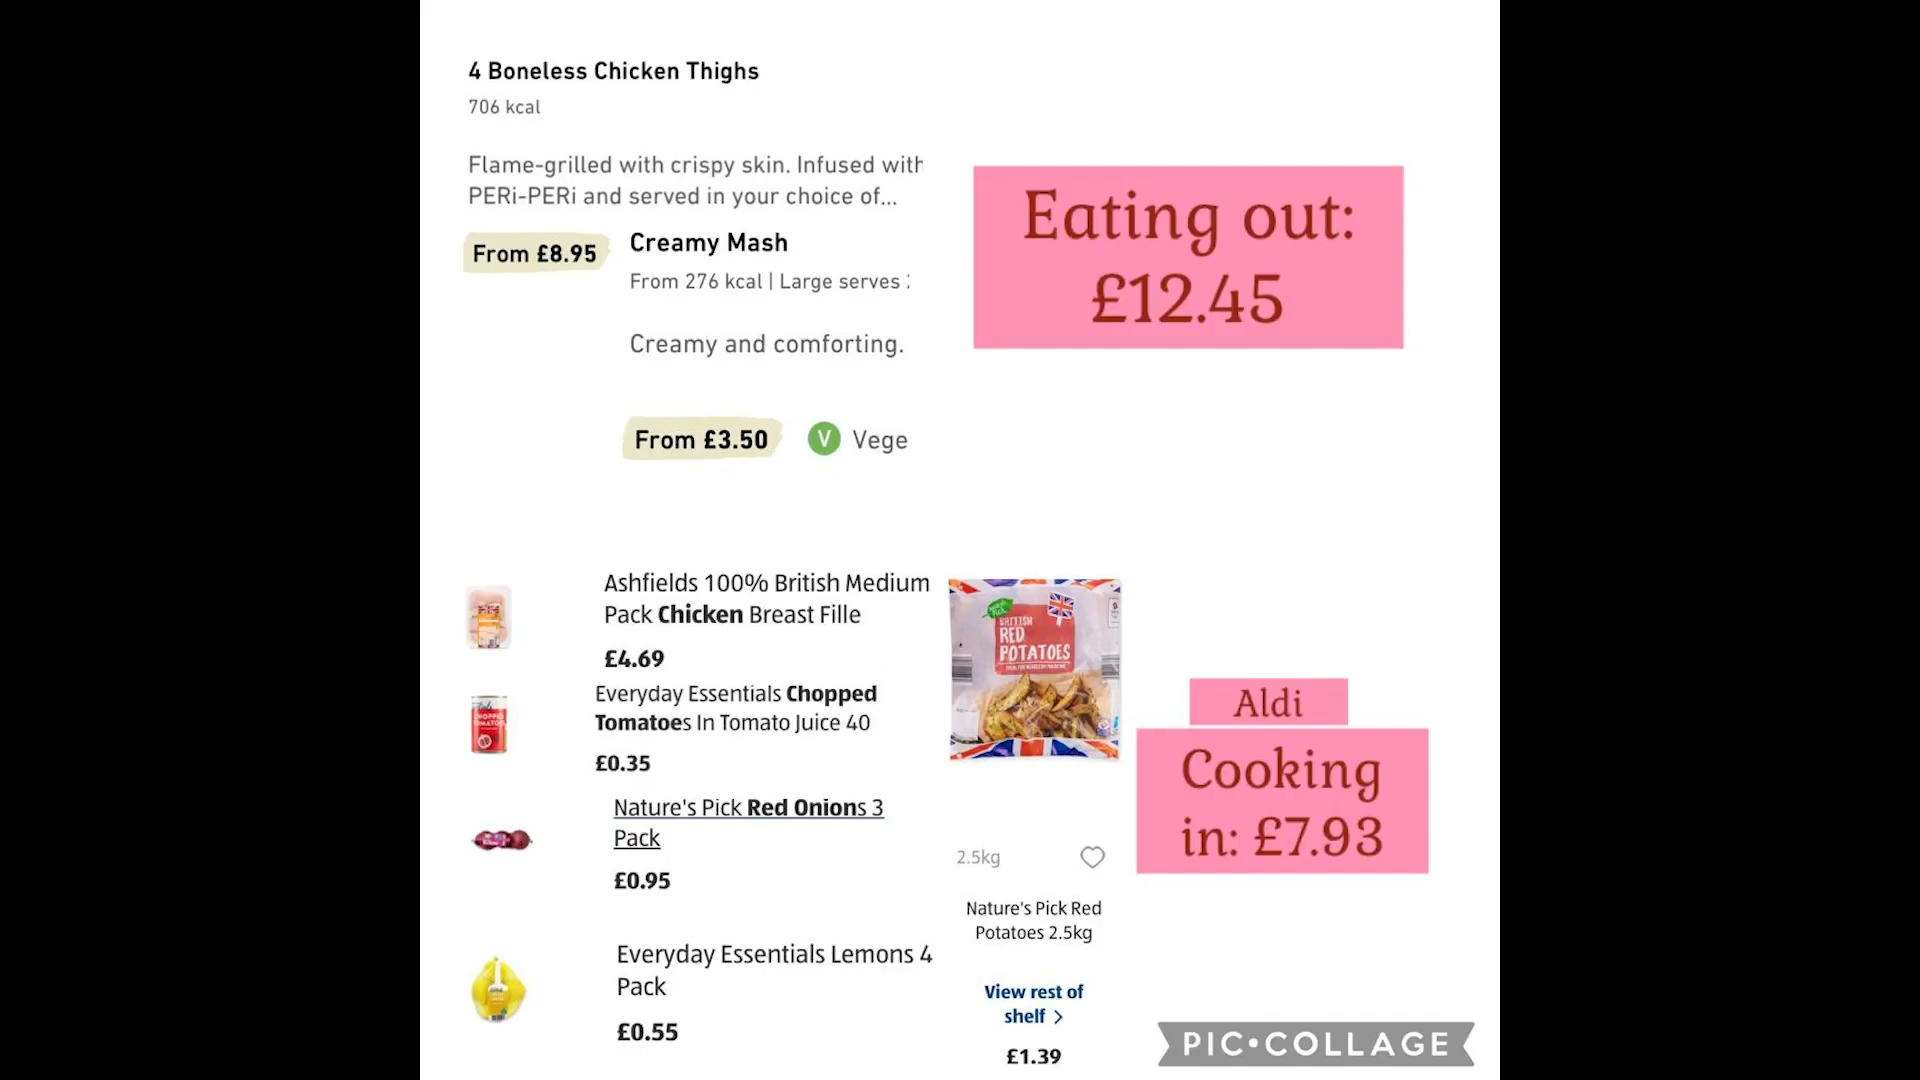 4 Boneless Chicken Thighs
706 kcal
Flame-grilled with crispy skin. Infused with
PERi-PERi and served in your choice of...
From £8.95
Creamy Mash
From 276 kcal | Large serves
Creamy and comforting.
From £3.50
V Vege
Eating out:
£12.45
Ashfields 100% British Medium
Pack Chicken Breast Fille
£4.69
Everyday Essentials Chopped
Tomatoes In Tomato Juice 40
£0.35
Nature's Pick Red Onions 3
Pack
£0.95
Everyday Essentials Lemons 4
Pack
£0.55
BRITISH
RED
POTATOES
2.5kg
Nature's Pick Red
Potatoes 2.5kg
View rest of
shelf >
£1.39
Aldi
Cooking
in: £7.93
PIC•COLLAGE